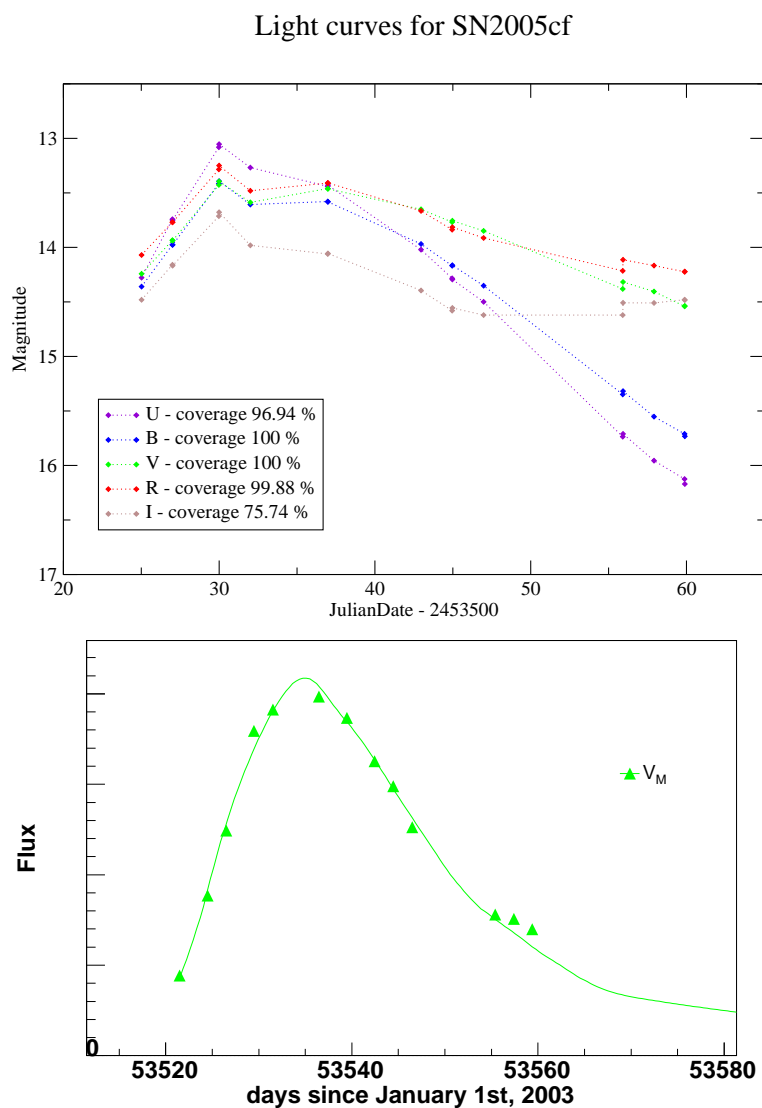 Light curves for SN2005cf
13
14
15
16
17
Magnitude
U - coverage 96.94 %
B - coverage 100 %
V - coverage 100 %
R - coverage 99.88 %
I - coverage 75.74 %
20 30 40 50 60
JulianDate - 2453500
Flux
V_M
0
53520 53540 53560 53580
days since January 1st, 2003